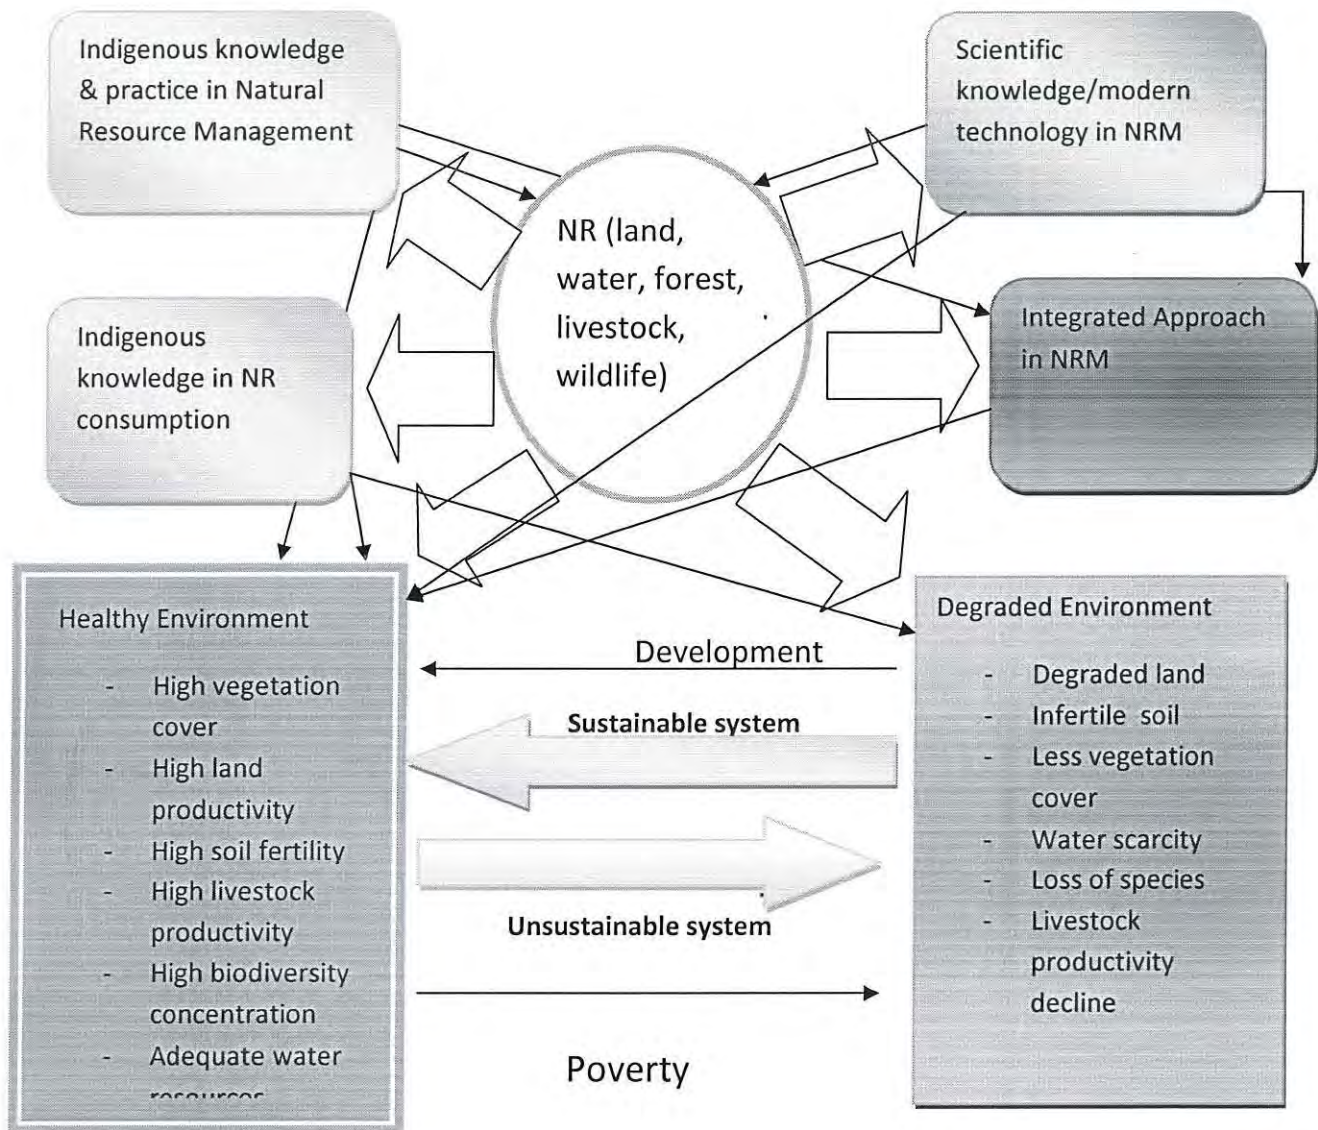 Indigenous knowledge
& practice in Natural
Resource Management
Scientific
knowledge/modern
technology in NRM
NR (land,
water, forest,
livestock,
wildlife)
Indigenous
knowledge in NR
consumption
Integrated Approach
in NRM
Healthy Environment
- High vegetation
cover
- High land
productivity
- High soil fertility
- High livestock
productivity
- High biodiversity
concentration
- Adequate water
resources
Development
Sustainable system
Unsustainable system
Poverty
Degraded Environment
- Degraded land
- Infertile soil
- Less vegetation
cover
- Water scarcity
- Loss of species
- Livestock
productivity
decline